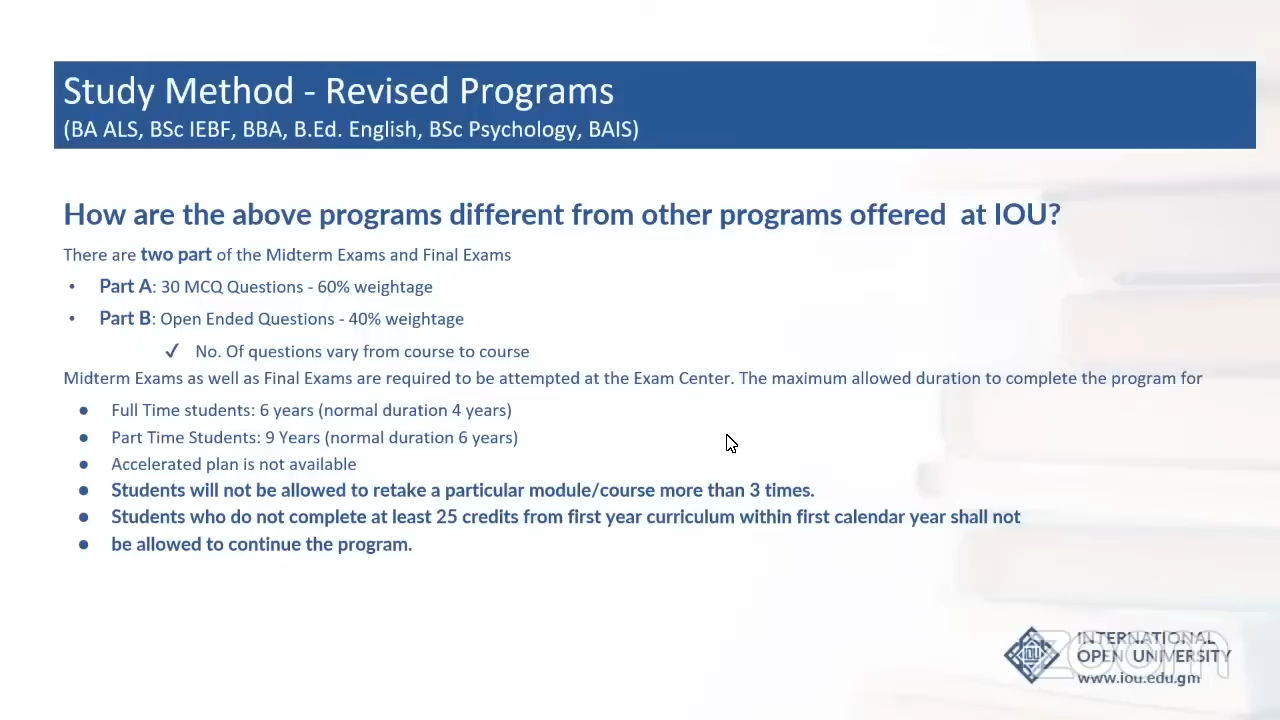 Study Method - Revised Programs
(BA ALS, BSc IEBF, BBA, B.Ed. English, BSc Psychology, BAIS)
How are the above programs different from other programs offered at IOU?
There are two part of the Midterm Exams and Final Exams
• Part A: 30 MCQ Questions - 60% weightage
• Part B: Open Ended Questions - 40% weightage
✓ No. Of questions vary from course to course
Midterm Exams as well as Final Exams are required to be attempted at the Exam Center. The maximum allowed duration to complete the program for
● Full Time students: 6 years (normal duration 4 years)
● Part Time Students: 9 Years (normal duration 6 years)
● Accelerated plan is not available
● Students will not be allowed to retake a particular module/course more than 3 times.
● Students who do not complete at least 25 credits from first year curriculum within first calendar year shall not
● be allowed to continue the program.
IOU
INTERNATIONAL
OPEN UNIVERSITY
www.iou.edu.gm
zoom